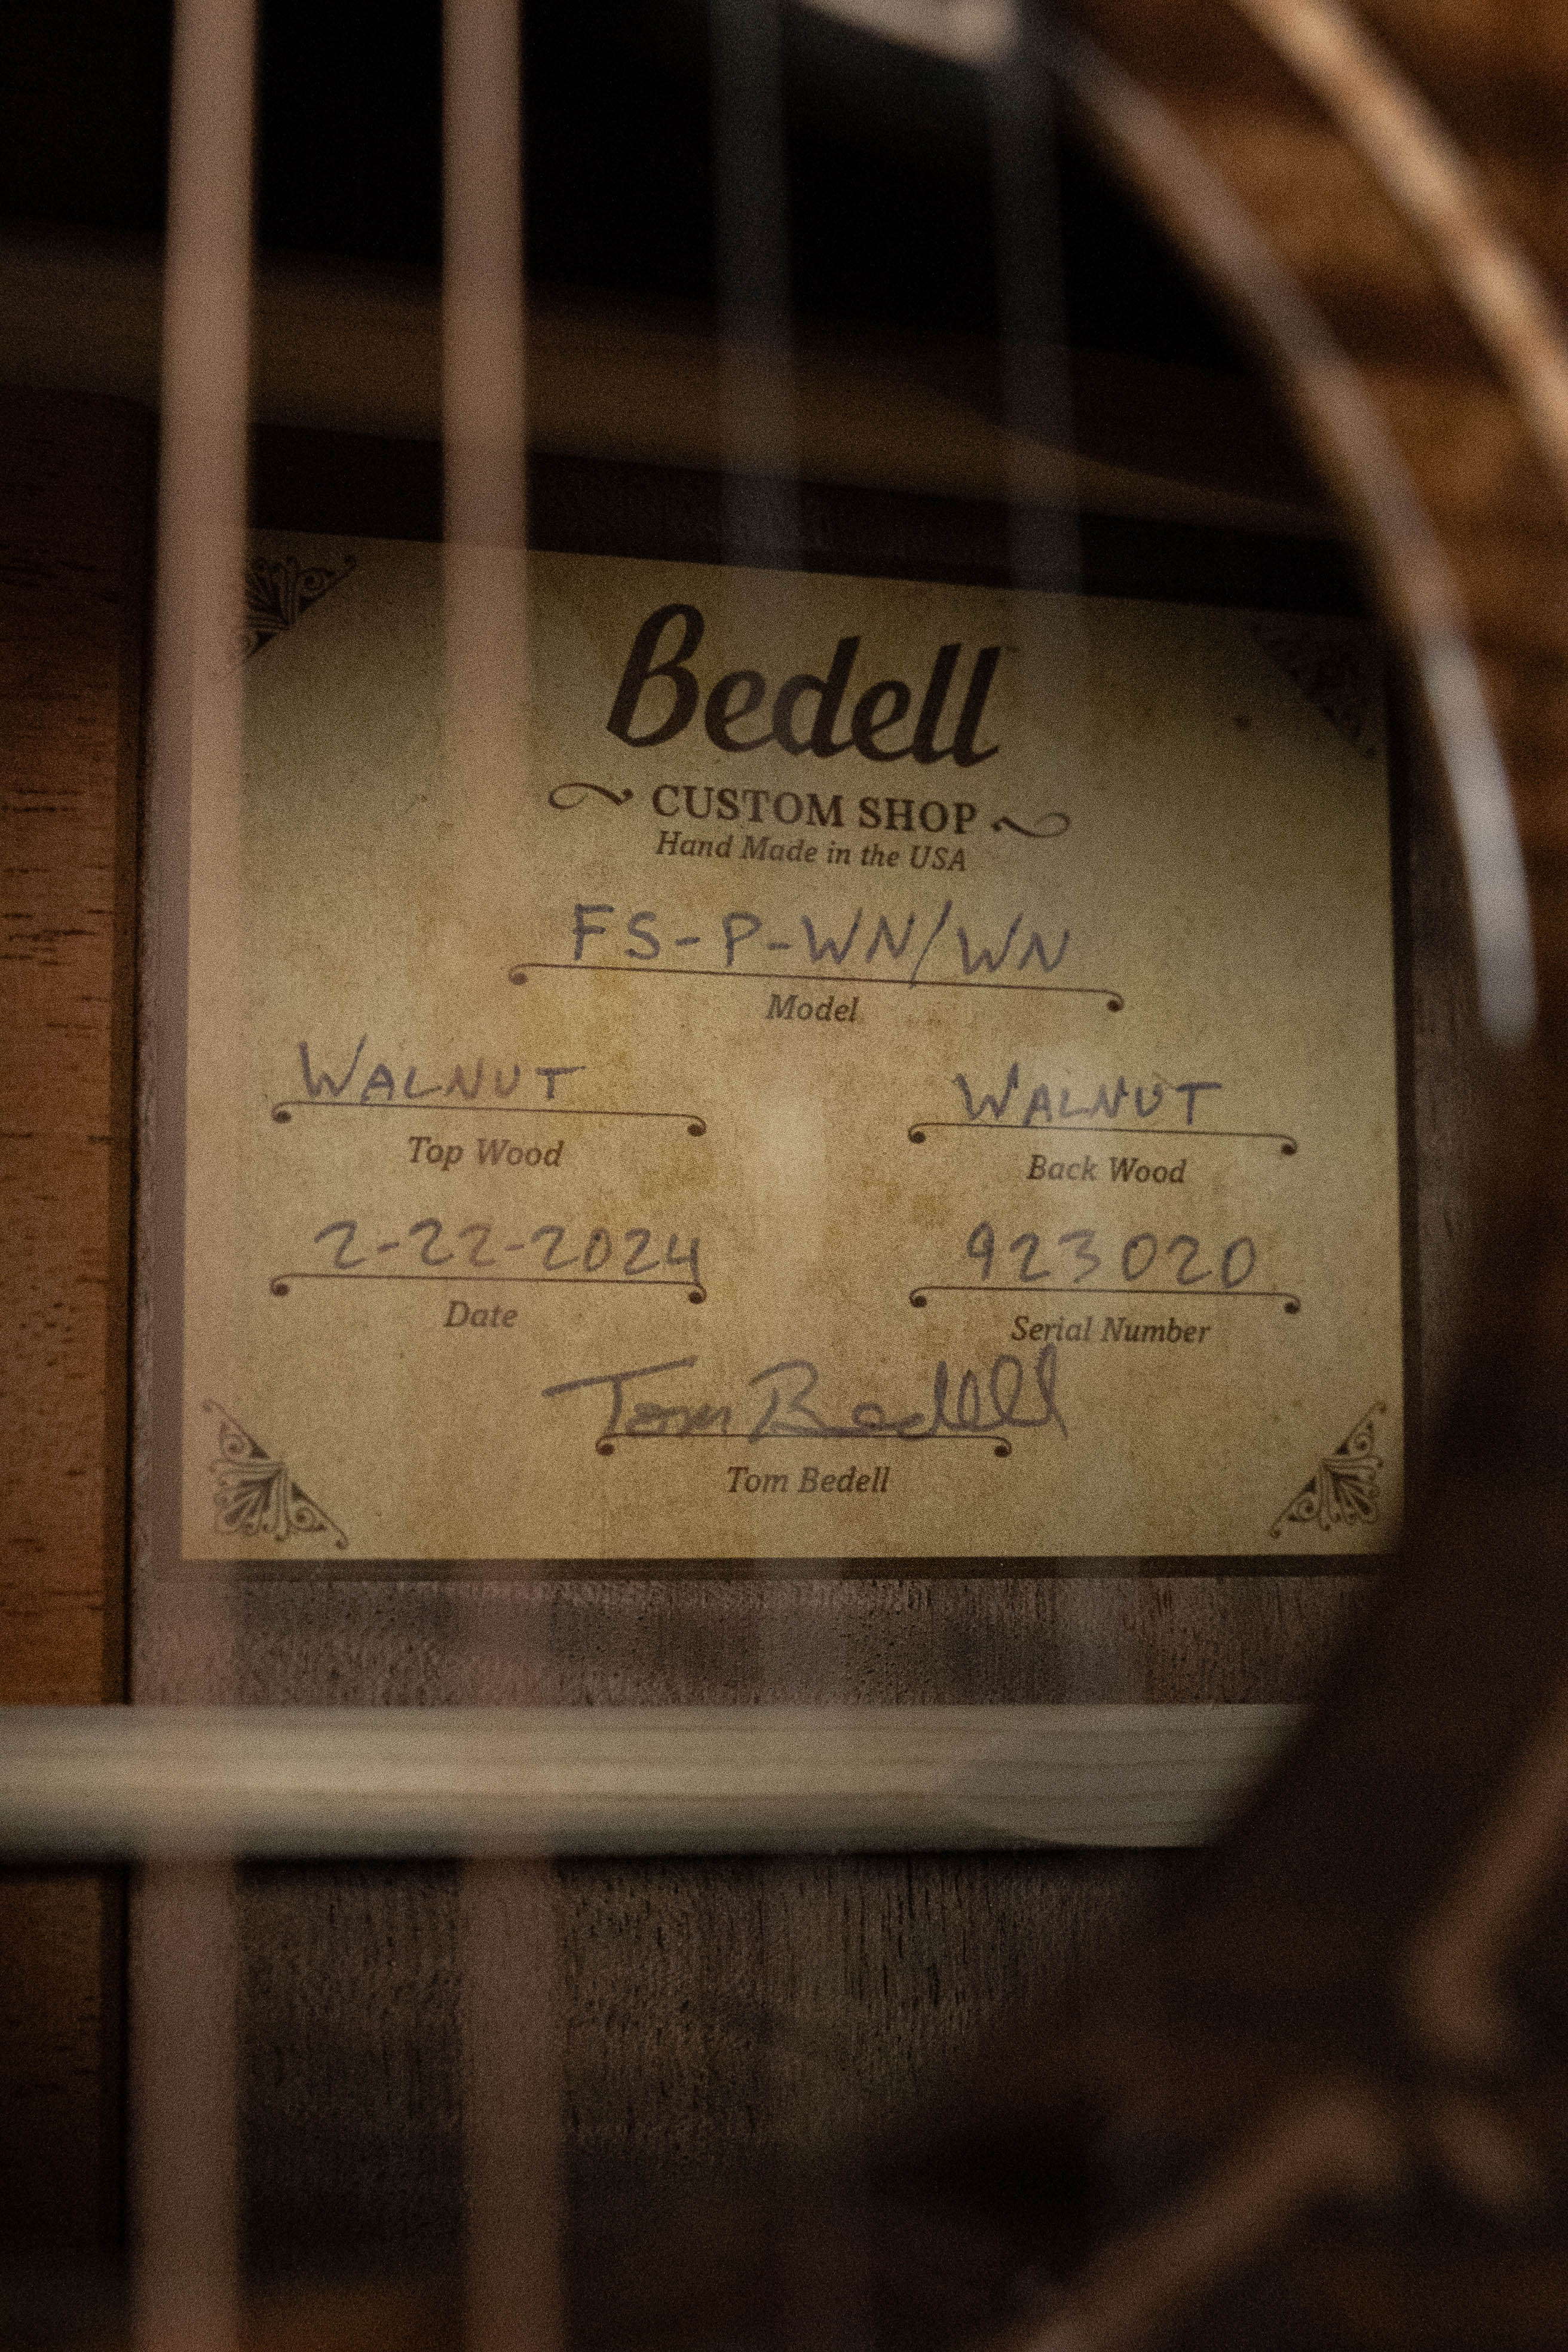 Bedell
CUSTOM SHOP
Hand Made in the USA
FS-P-WN/WN
Model
WALNUT WALNUT
Top Wood Back Wood
2-22-2024 923020
Date Serial Number
Tom Bedell
Tom Bedell